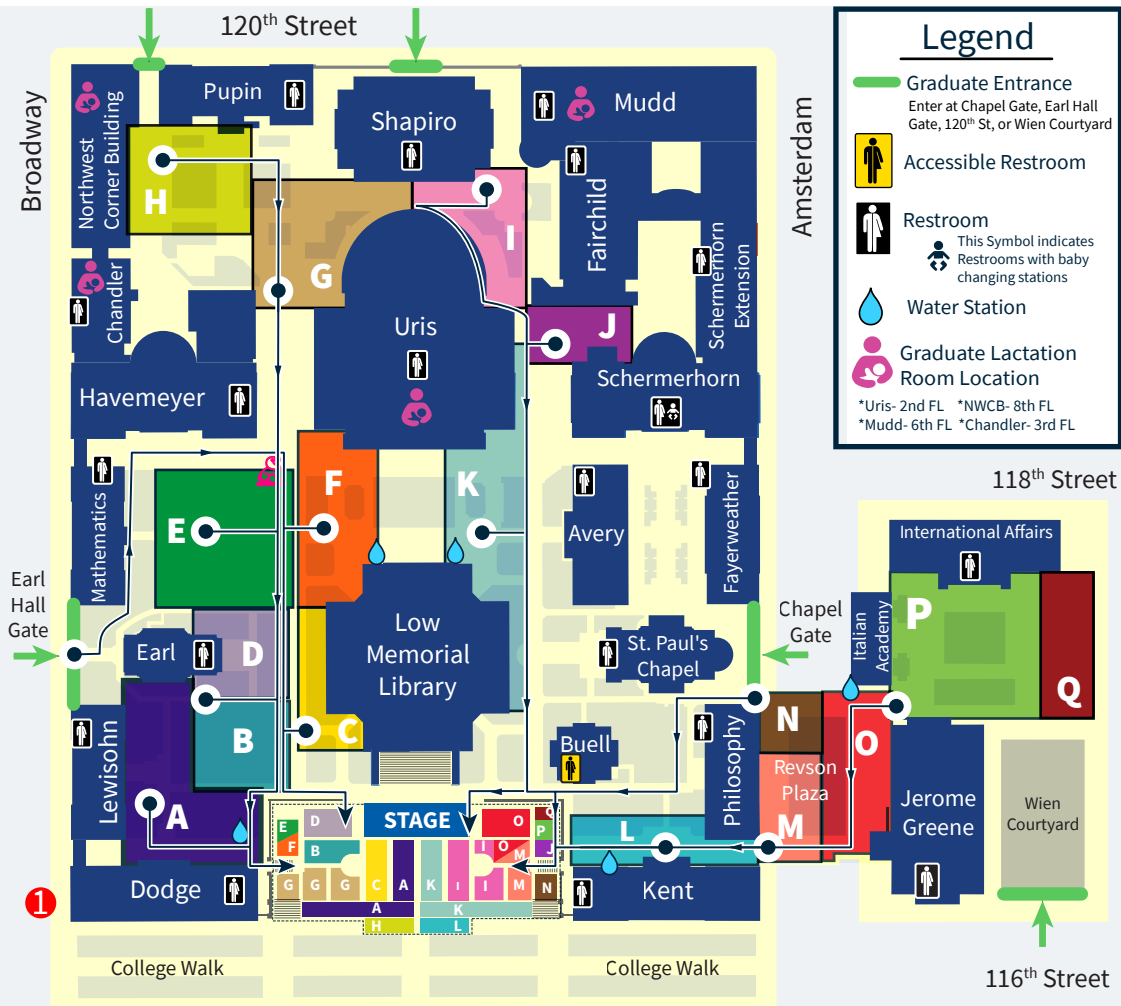 120th Street
Broadway
Amsterdam
Legend
Graduate Entrance
Enter at Chapel Gate, Earl Hall
Gate, 120th St, or Wien Courtyard
Accessible Restroom
Restroom
This Symbol indicates
Restrooms with baby
changing stations
Water Station
Graduate Lactation
Room Location
*Uris- 2nd FL *NWCB- 8th FL
*Mudd- 6th FL *Chandler- 3rd FL
Northwest
Corner Building
Pupin
Shapiro
Mudd
H
G
I
Fairchild
Schermerhorn
Extension
Chandler
Uris
J
Havemeyer
Schermerhorn
118th Street
Mathematics
E
F
K
Avery
Fayerweather
International Affairs
Earl
Hall
Gate
Earl
D
Low
Memorial
Library
St. Paul's
Chapel
Chapel
Gate
Italian
Academy
P
Q
Lewisohn
B
C
Buell
Philosophy
N
O
Revson
Plaza
M
Jerome
Greene
Wien
Courtyard
A
L
STAGE
E
D
O
Q
F
B
P
I
O
M
J
G
G
G
C
A
K
I
I
M
N
A
K
H
L
1
Dodge
Kent
College Walk
College Walk
116th Street